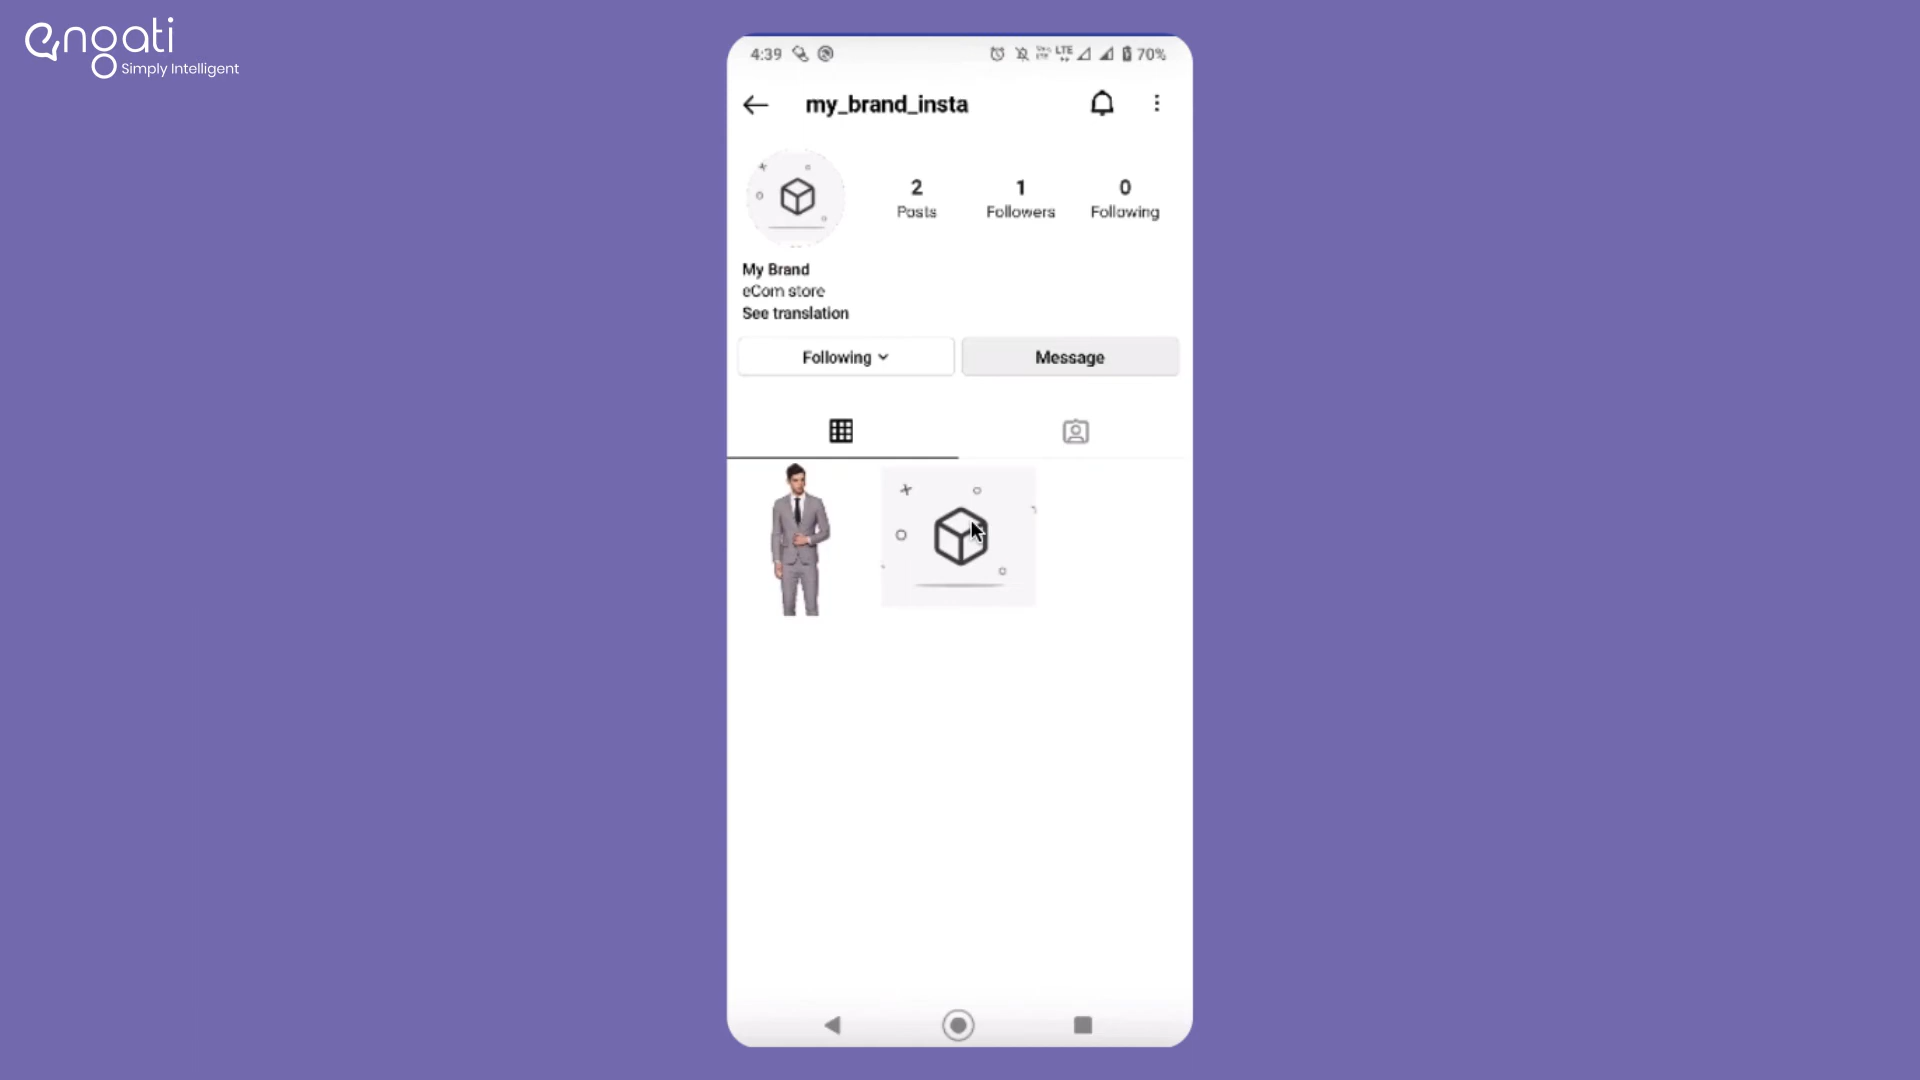 engati
Simply Intelligent
4:39
LTE
70%
my_brand_insta
2
Posts
1
Followers
0
Following
My Brand
eCom store
See translation
Following
Message